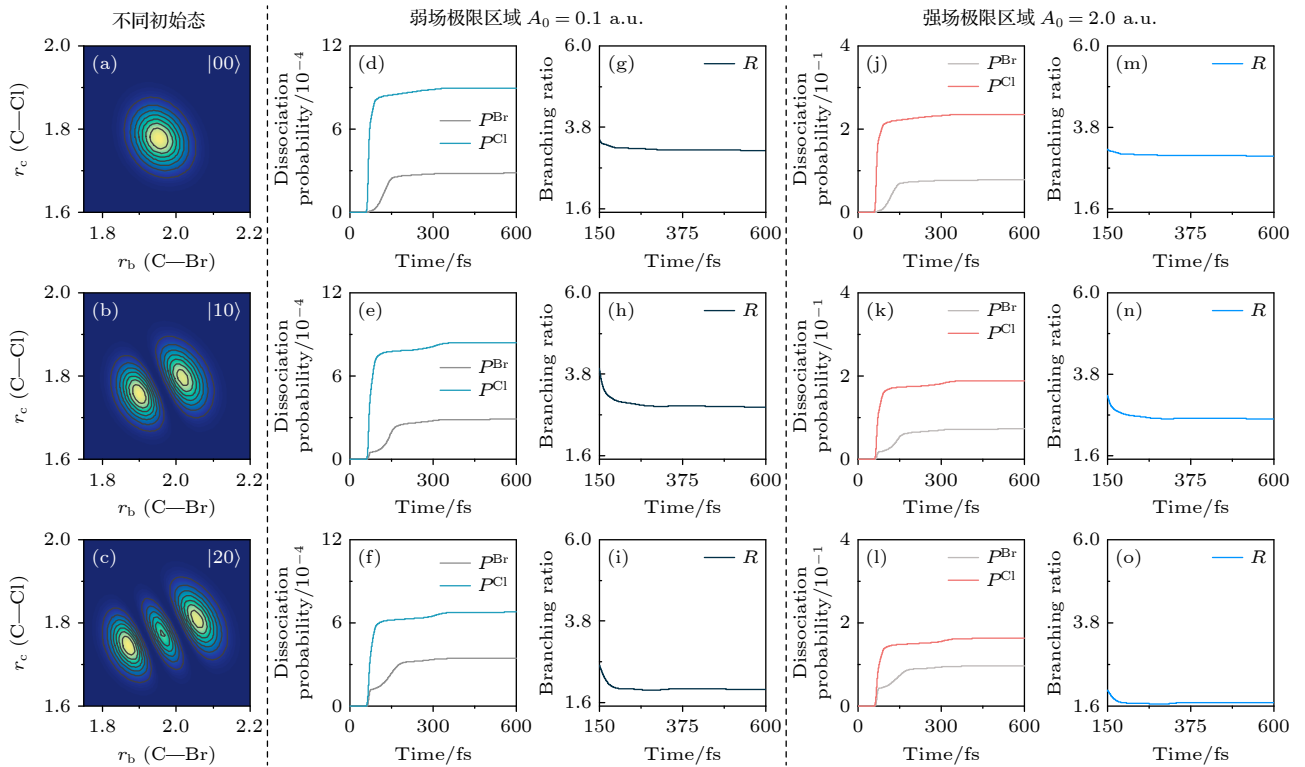 不同初始态
弱场极限区域 A₀ = 0.1 a.u.
强场极限区域 A₀ = 2.0 a.u.
(a)
|00⟩
r_c (C—Cl)
2.0
1.8
1.6
1.8
2.0
2.2
r_b (C—Br)
(d)
Dissociation
probability/10⁻⁴
12
6
0
P^Br
P^Cl
0
300
600
Time/fs
(g)
R
Branching ratio
6.0
3.8
1.6
150
375
600
Time/fs
(j)
Dissociation
probability/10⁻¹
4
2
0
P^Br
P^Cl
0
300
600
Time/fs
(m)
R
Branching ratio
6.0
3.8
1.6
150
375
600
Time/fs
(b)
|10⟩
r_c (C—Cl)
2.0
1.8
1.6
1.8
2.0
2.2
r_b (C—Br)
(e)
Dissociation
probability/10⁻⁴
12
6
0
P^Br
P^Cl
0
300
600
Time/fs
(h)
R
Branching ratio
6.0
3.8
1.6
150
375
600
Time/fs
(k)
Dissociation
probability/10⁻¹
4
2
0
P^Br
P^Cl
0
300
600
Time/fs
(n)
R
Branching ratio
6.0
3.8
1.6
150
375
600
Time/fs
(c)
|20⟩
r_c (C—Cl)
2.0
1.8
1.6
1.8
2.0
2.2
r_b (C—Br)
(f)
Dissociation
probability/10⁻⁴
12
6
0
P^Br
P^Cl
0
300
600
Time/fs
(i)
R
Branching ratio
6.0
3.8
1.6
150
375
600
Time/fs
(l)
Dissociation
probability/10⁻¹
4
2
0
P^Br
P^Cl
0
300
600
Time/fs
(o)
R
Branching ratio
6.0
3.8
1.6
150
375
600
Time/fs